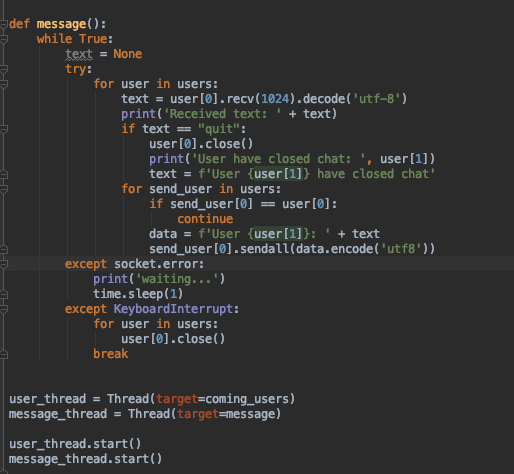 def message():
    while True:
        text = None
        try:
            for user in users:
                text = user[0].recv(1024).decode('utf-8')
                print('Received text: ' + text)
                if text == "quit":
                    user[0].close()
                    print('User have closed chat: ', user[1])
                    text = f'User {user[1]} have closed chat'
                for send_user in users:
                    if send_user[0] == user[0]:
                        continue
                    data = f'User {user[1]}: ' + text
                    send_user[0].sendall(data.encode('utf8'))
        except socket.error:
            print('waiting...')
            time.sleep(1)
        except KeyboardInterrupt:
            for user in users:
                user[0].close()
            break
user_thread = Thread(target=coming_users)
message_thread = Thread(target=message)
user_thread.start()
message_thread.start()